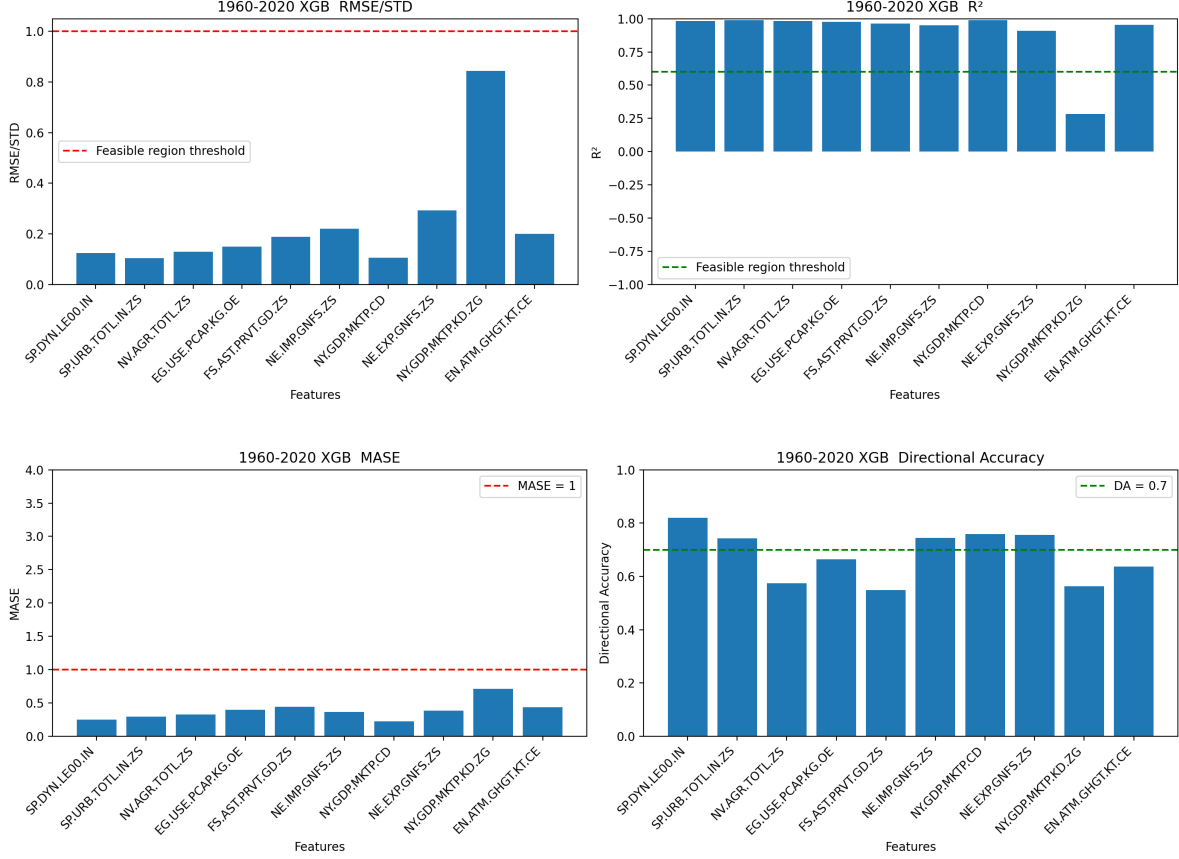 1960-2020 XGB  RMSE/STD
1.0
0.8
0.6
0.4
0.2
0.0
RMSE/STD
Feasible region threshold
SP.DYN.LE00.IN
SP.URB.TOTL.IN.ZS
NV.AGR.TOTL.ZS
EG.USE.PCAP.KG.OE
FS.AST.PRVT.GD.ZS
NE.IMP.GNFS.ZS
NY.GDP.MKTP.CD
NE.EXP.GNFS.ZS
NY.GDP.MKTP.KD.ZG
EN.ATM.GHGT.KT.CE
Features
1960-2020 XGB  R²
1.00
0.75
0.50
0.25
0.00
−0.25
−0.50
−0.75
−1.00
R²
Feasible region threshold
SP.DYN.LE00.IN
SP.URB.TOTL.IN.ZS
NV.AGR.TOTL.ZS
EG.USE.PCAP.KG.OE
FS.AST.PRVT.GD.ZS
NE.IMP.GNFS.ZS
NY.GDP.MKTP.CD
NE.EXP.GNFS.ZS
NY.GDP.MKTP.KD.ZG
EN.ATM.GHGT.KT.CE
Features
1960-2020 XGB  MASE
4.0
3.5
3.0
2.5
2.0
1.5
1.0
0.5
0.0
MASE
MASE = 1
SP.DYN.LE00.IN
SP.URB.TOTL.IN.ZS
NV.AGR.TOTL.ZS
EG.USE.PCAP.KG.OE
FS.AST.PRVT.GD.ZS
NE.IMP.GNFS.ZS
NY.GDP.MKTP.CD
NE.EXP.GNFS.ZS
NY.GDP.MKTP.KD.ZG
EN.ATM.GHGT.KT.CE
Features
1960-2020 XGB  Directional Accuracy
1.0
0.8
0.6
0.4
0.2
0.0
Directional Accuracy
DA = 0.7
SP.DYN.LE00.IN
SP.URB.TOTL.IN.ZS
NV.AGR.TOTL.ZS
EG.USE.PCAP.KG.OE
FS.AST.PRVT.GD.ZS
NE.IMP.GNFS.ZS
NY.GDP.MKTP.CD
NE.EXP.GNFS.ZS
NY.GDP.MKTP.KD.ZG
EN.ATM.GHGT.KT.CE
Features